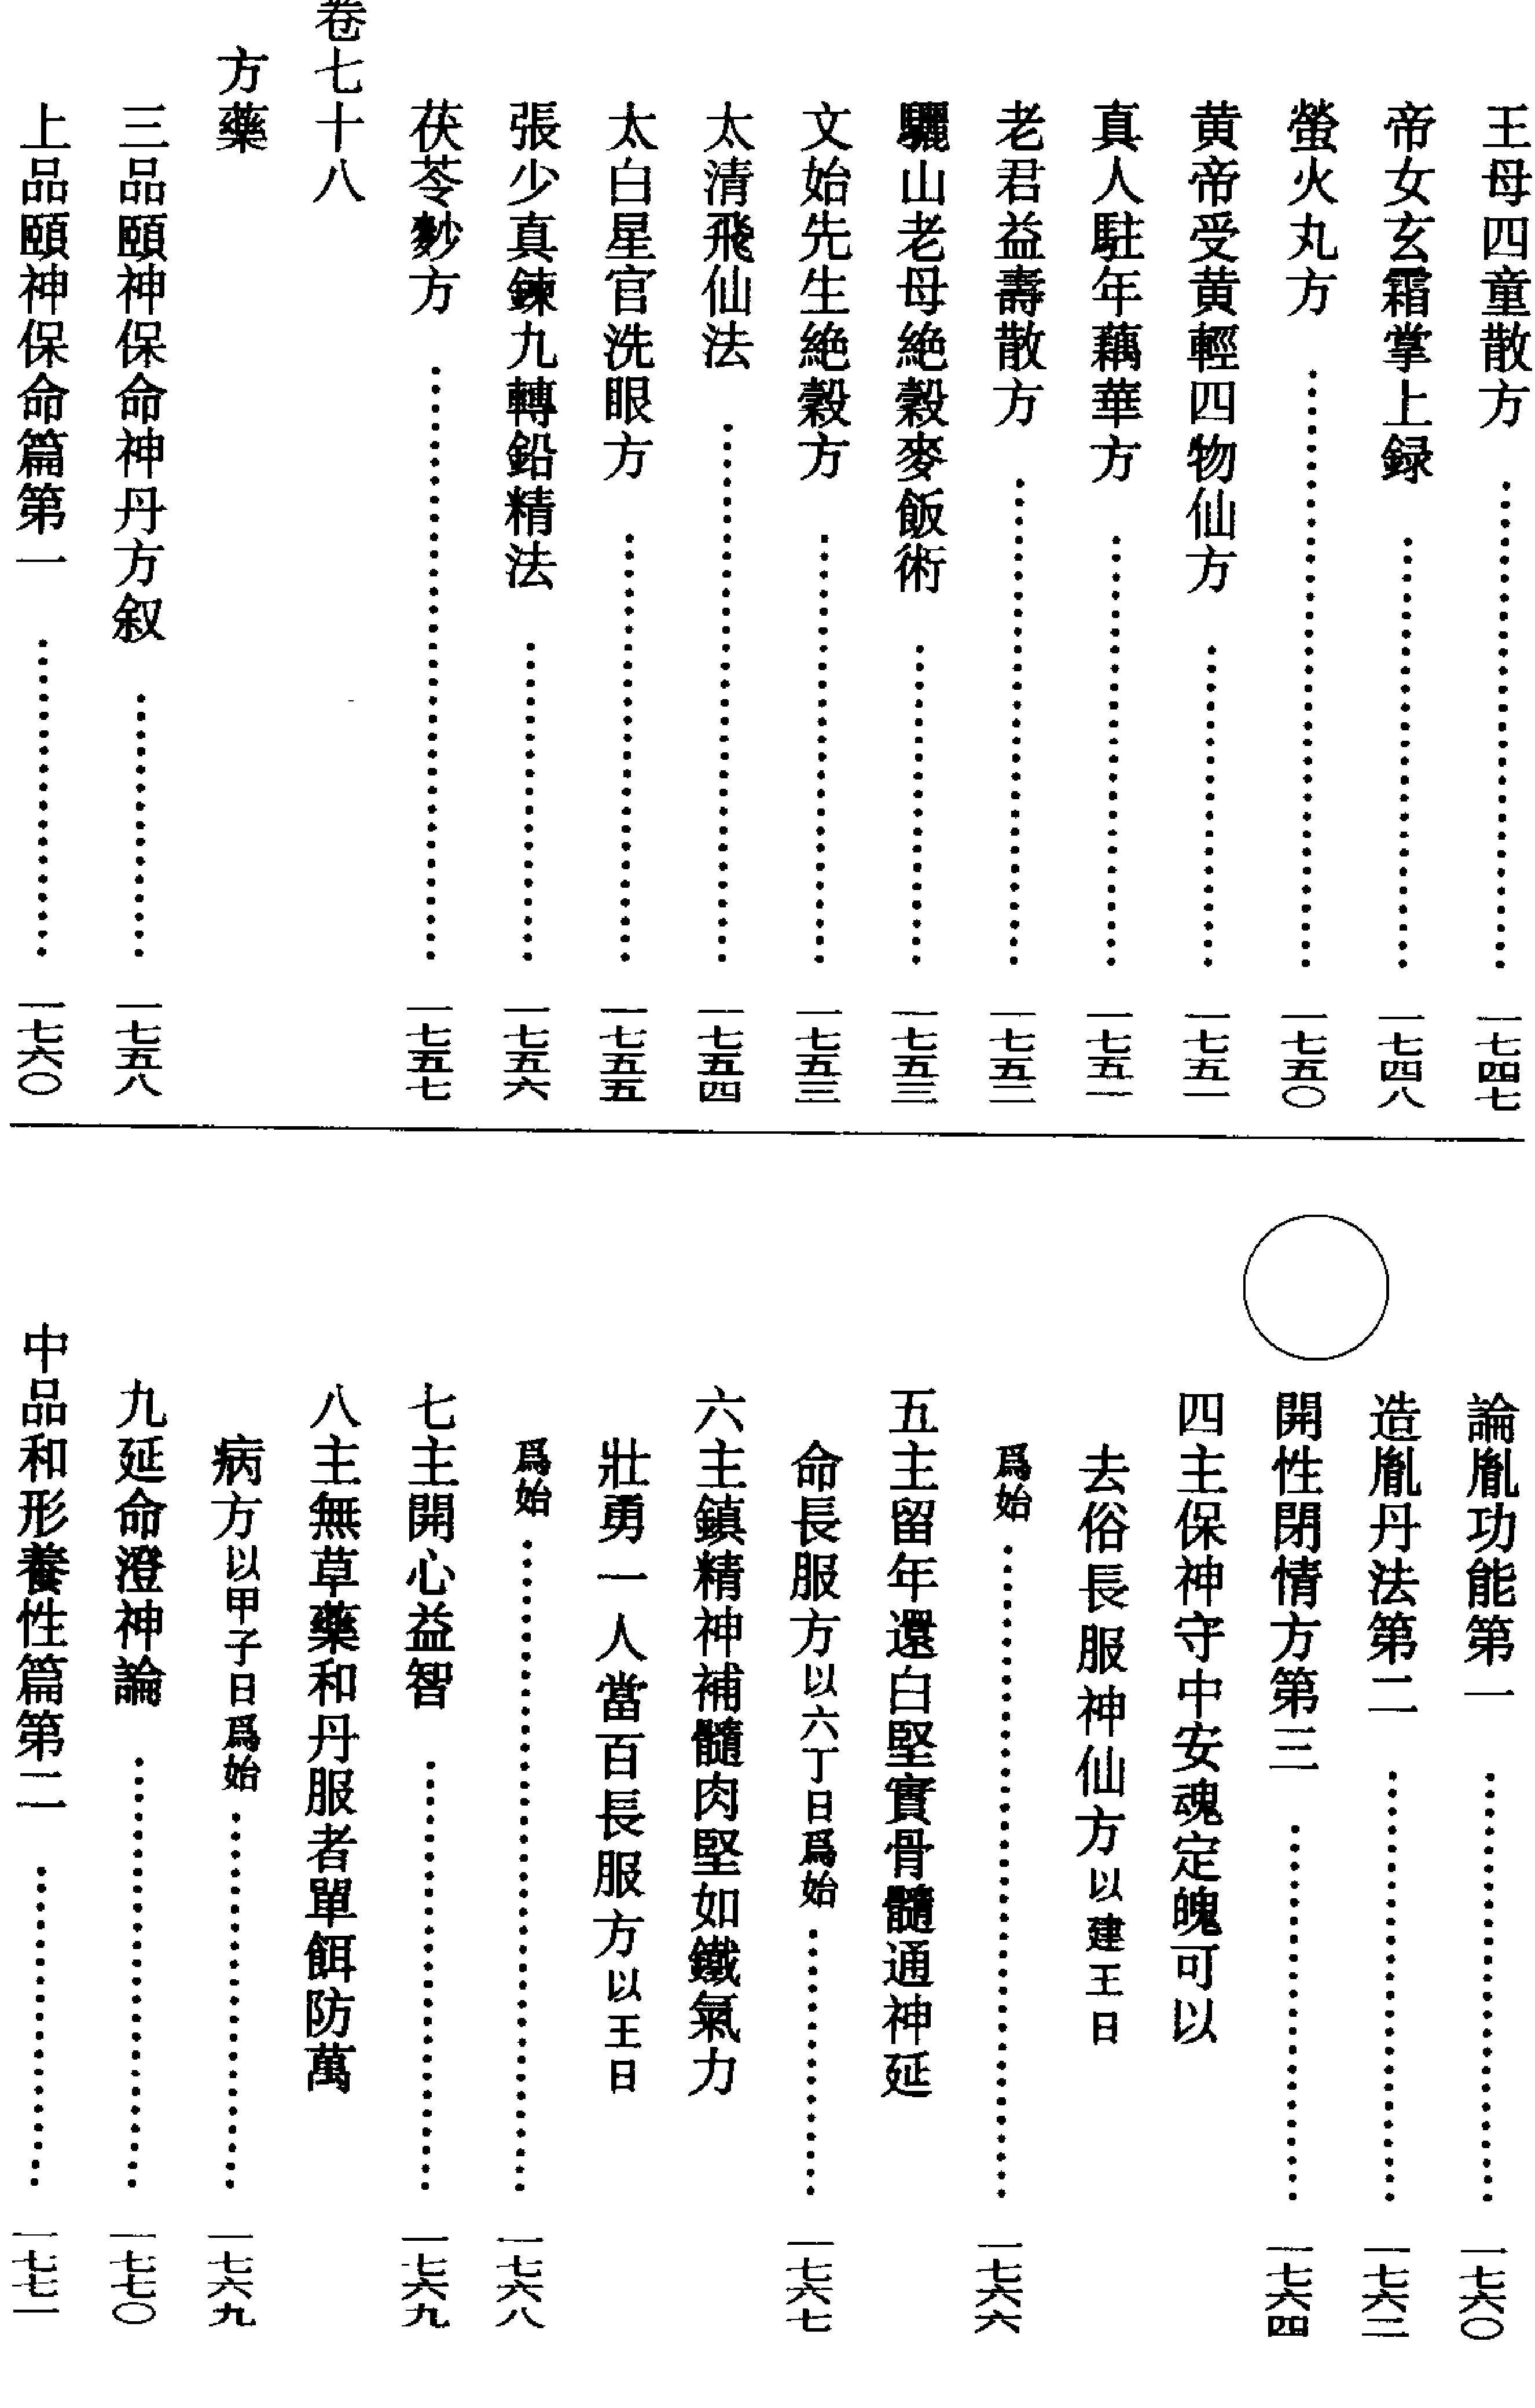 王母四童散方……一七四七
帝女玄霜掌上録……一七四八
螢火丸方……一七五〇
黄帝受黄輕四物仙方……一七五一
真人駐年藕華方……一七五一
老君益壽散方……一七五二
驪山老母絶穀麥飯術……一七五三
文始先生絶穀方……一七五三
太清飛仙法……一七五四
太白星官洗眼方……一七五五
張少真鍊九轉鉛精法……一七五六
茯苓麨方……一七五七
卷七十八
方藥
三品頤神保命神丹方叙……一七五八
上品頤神保命篇第一……一七六〇
論胤功能第一……一七六〇
造胤丹法第二……一七六二
開性閉情方第三……一七六四
四主保神守中安魂定魄可以
去俗長服神仙方以建王日
爲始……一七六六
五主留年還白堅實骨髓通神延
命長服方以六丁日爲始……一七六七
六主鎮精神補髓肉堅如鐵氣力
壯勇一人當百長服方以王日
爲始……一七六八
七主開心益智……一七六九
八主無草藥和丹服者單餌防萬
病方以甲子日爲始……一七六九
九延命澄神論……一七七〇
中品和形養性篇第二……一七七一